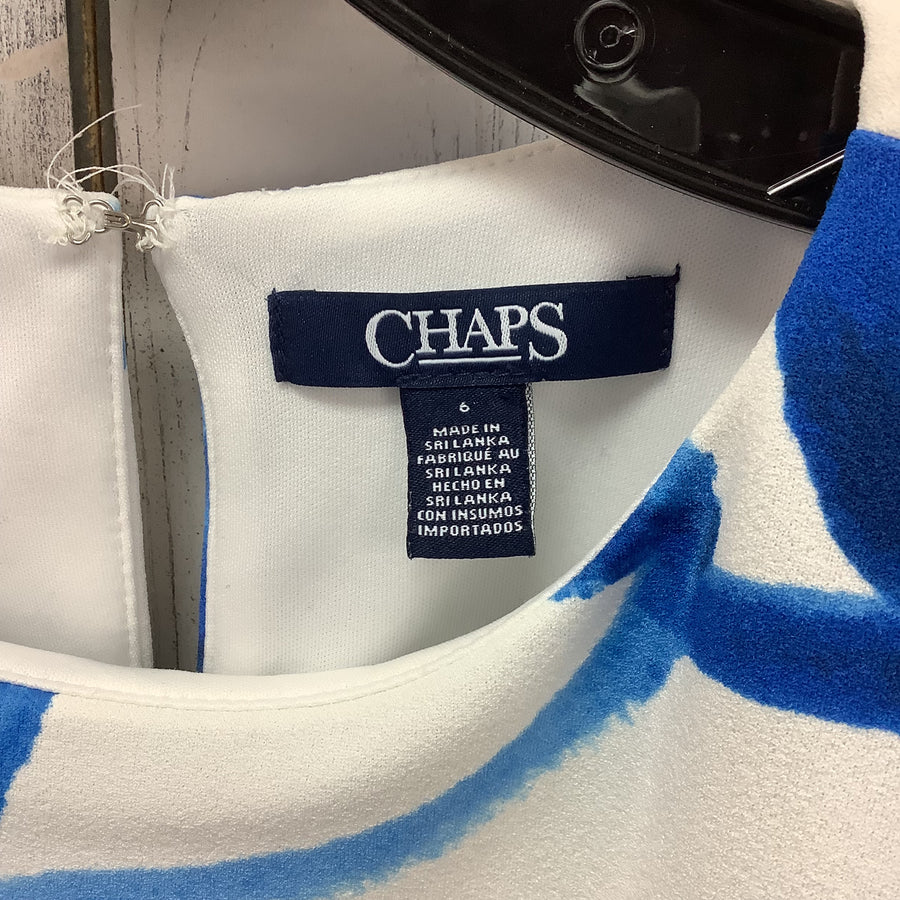 CHAPS
6
MADE IN
SRI LANKA
FABRIQUÉ AU
SRI LANKA
HECHO EN
SRI LANKA
CON INSUMOS
IMPORTADOS